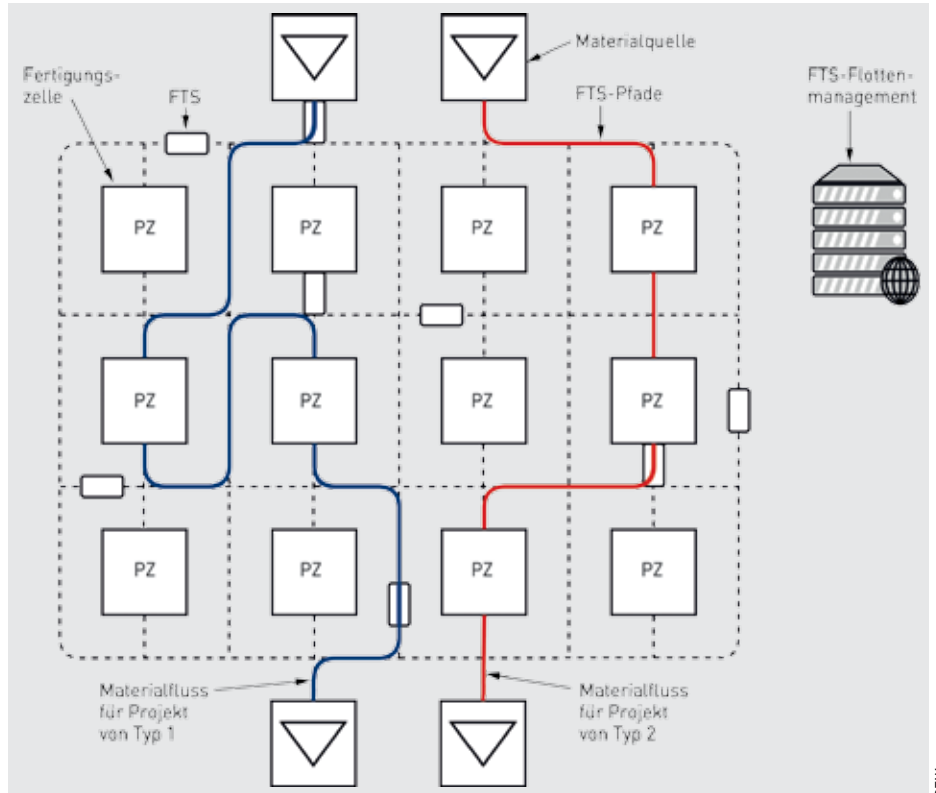 Materialquelle
Fertigungs-
zelle
FTS
FTS-Pfade
FTS-Flotten-
management
PZ
PZ
PZ
PZ
PZ
PZ
PZ
PZ
PZ
PZ
PZ
PZ
Materialfluss
für Projekt
von Typ 1
Materialfluss
für Projekt
von Typ 2